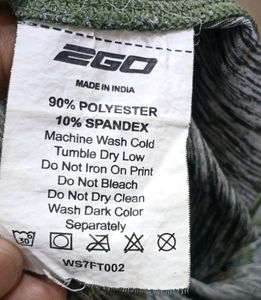 2GO
MADE IN INDIA
90% POLYESTER
10% SPANDEX
Machine Wash Cold
Tumble Dry Low
Do Not Iron On Print
Do Not Bleach
Do Not Dry Clean
Wash Dark Color
Separately
30
WS7FT002